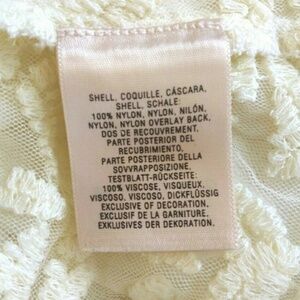 SHELL, COQUILLE, CÁSCARA,
SHELL, SCHALE:
100% NYLON, NYLON, NILÓN,
NYLON, NYLON OVERLAY BACK,
DOS DE RECOUVREMENT,
PARTE POSTERIOR DEL
RECUBRIMIENTO,
PARTE POSTERIORE DELLA
SOVVRAPPOSIZIONE,
TESTBLATT-RÜCKSEITE:
100% VISCOSE, VISQUEUX,
VISCOSO, VISCOSO, DICKFLÜSSIG
EXCLUSIVE OF DECORATION.
EXCLUSIF DE LA GARNITURE.
EXKLUSIVES DER DEKORATION.